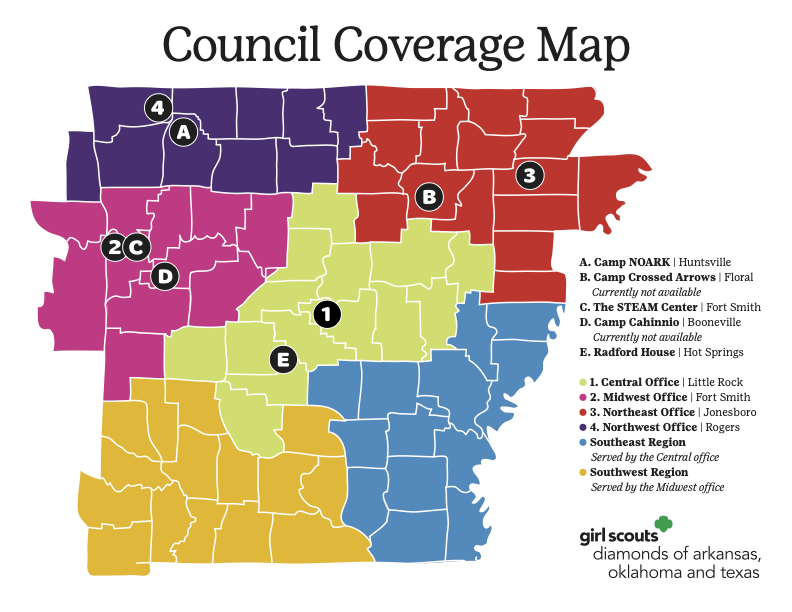 Council Coverage Map
4
A
3
B
2 C
D
1
E
A. Camp NOARK | Huntsville
B. Camp Crossed Arrows | Floral
Currently not available
C. The STEAM Center | Fort Smith
D. Camp Cahinnio | Booneville
Currently not available
E. Radford House | Hot Springs
1. Central Office | Little Rock
2. Midwest Office | Fort Smith
3. Northeast Office | Jonesboro
4. Northwest Office | Rogers
Southeast Region
Served by the Central office
Southwest Region
Served by the Midwest office
girl scouts
diamonds of arkansas,
oklahoma and texas